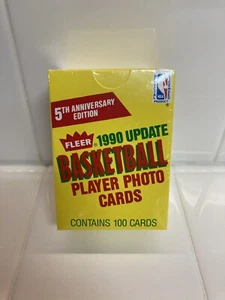 5TH ANNIVERSARY
EDITION
FLEER
1990 UPDATE
BASKETBALL
PLAYER PHOTO
CARDS
CONTAINS 100 CARDS